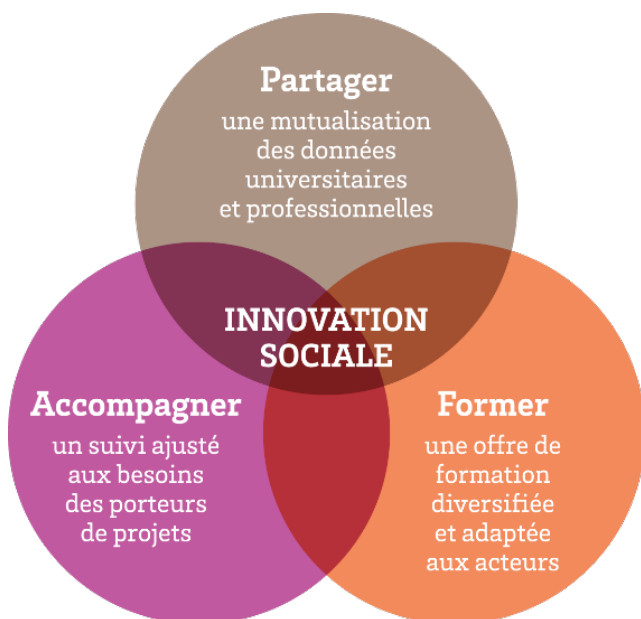 Partager
une mutualisation
des données
universitaires
et professionnelles
INNOVATION
SOCIALE
Accompagner
un suivi ajusté
aux besoins
des porteurs
de projets
Former
une offre de
formation
diversifiée
et adaptée
aux acteurs